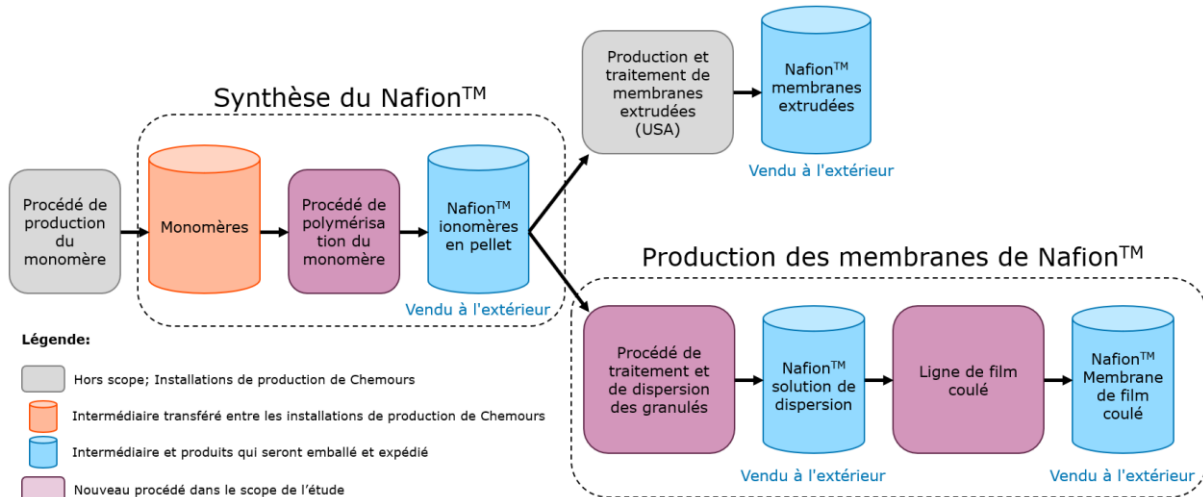 Synthèse du Nafion™
Procédé de
production
du
monomère
Monomères
Procédé de
polyméris
ation du
monomère
Nafion™
ionomères
en pellet
Vendu à l'extérieur
Production et
traitement de
membranes
extrudées
(USA)
Nafion™
membranes
extrudées
Vendu à l'extérieur
Production des membranes de Nafion™
Procédé de
traitement et
de dispersion
des granulés
Nafion™
solution de
dispersion
Vendu à l'extérieur
Ligne de film
coulé
Nafion™
Membrane
de film
coulé
Vendu à l'extérieur
Légende:
Hors scope; Installations de production de Chemours
Intermédiaire transféré entre les installations de production de Chemours
Intermédiaire et produits qui seront emballé et expédié
Nouveau procédé dans le scope de l'étude